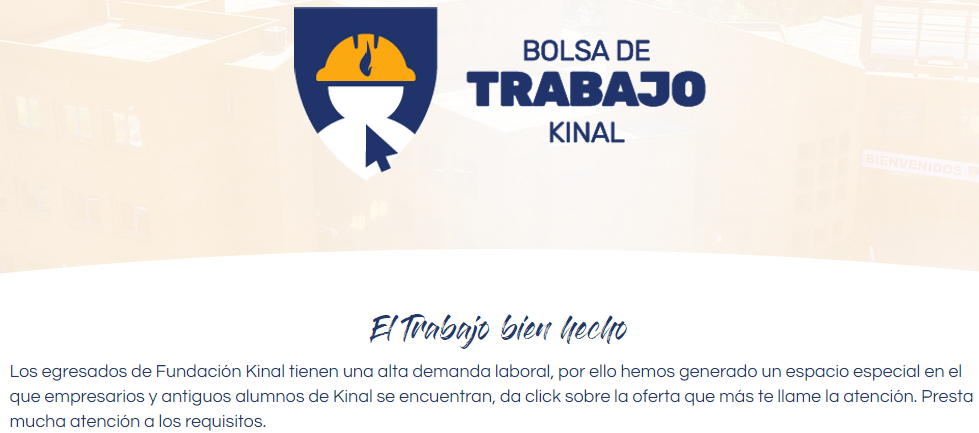 BOLSA DE
TRABAJO
KINAL
BIENVENIDOS
El Trabajo bien hecho
Los egresados de Fundación Kinal tienen una alta demanda laboral, por ello hemos generado un espacio especial en el
que empresarios y antiguos alumnos de Kinal se encuentran, da click sobre la oferta que más te llame la atención. Presta
mucha atención a los requisitos.